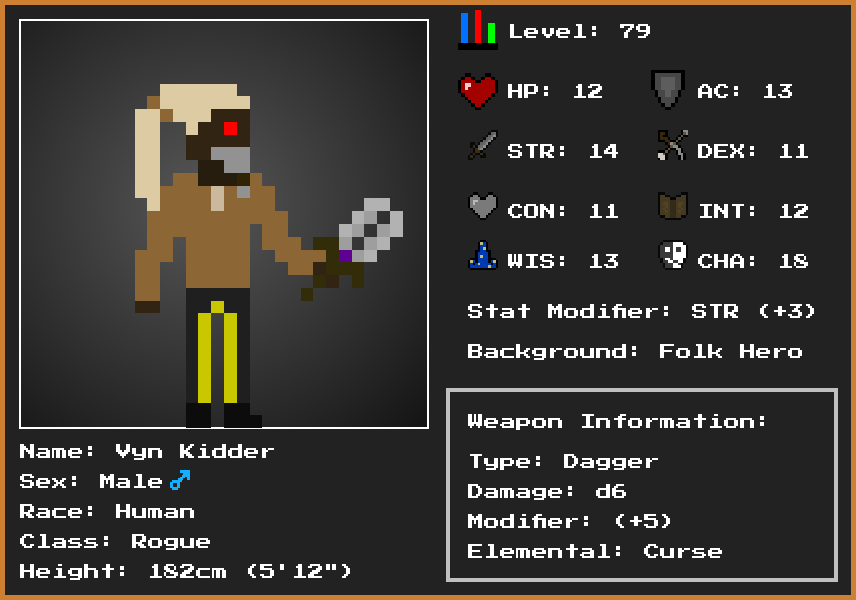 Level: 79
HP: 12
AC: 13
STR: 14
DEX: 11
CON: 11
INT: 12
WIS: 13
CHA: 18
Stat Modifier: STR (+3)
Background: Folk Hero
Weapon Information:
Type: Dagger
Damage: d6
Modifier: (+5)
Elemental: Curse
Name: Vyn Kidder
Sex: Male♂
Race: Human
Class: Rogue
Height: 182cm (5'12")